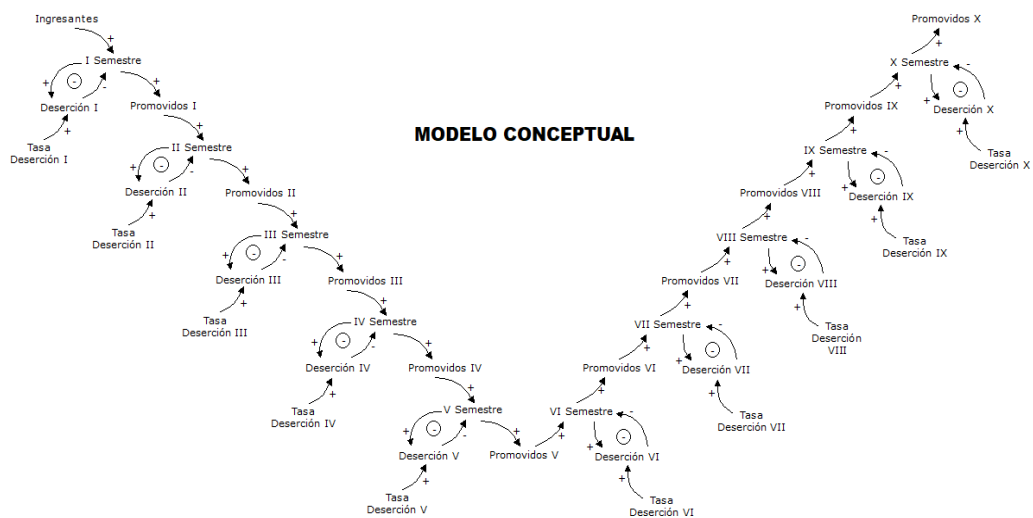 Ingresantes
+
I Semestre
+
-
-
+
Deserción I
Promovidos I
+
+
Tasa
Deserción I
II Semestre
+
-
-
+
Deserción II
Promovidos II
+
+
Tasa
Deserción II
III Semestre
+
-
-
+
Deserción III
Promovidos III
+
+
Tasa
Deserción III
IV Semestre
+
-
-
+
Deserción IV
Promovidos IV
+
+
Tasa
Deserción IV
V Semestre
+
-
-
+
Deserción V
Promovidos V
+
+
Tasa
Deserción V
MODELO CONCEPTUAL
VI Semestre
-
+
-
+
Deserción VI
Promovidos VI
+
+
Tasa
Deserción VI
VII Semestre
-
+
-
+
Deserción VII
Promovidos VII
+
+
Tasa
Deserción VII
VIII Semestre
-
+
-
+
Deserción VIII
Promovidos VIII
+
+
Tasa
Deserción
VIII
IX Semestre
-
+
-
+
Deserción IX
Promovidos IX
+
+
Tasa
Deserción IX
X Semestre
-
+
-
+
Deserción X
Promovidos X
+
Tasa
Deserción X